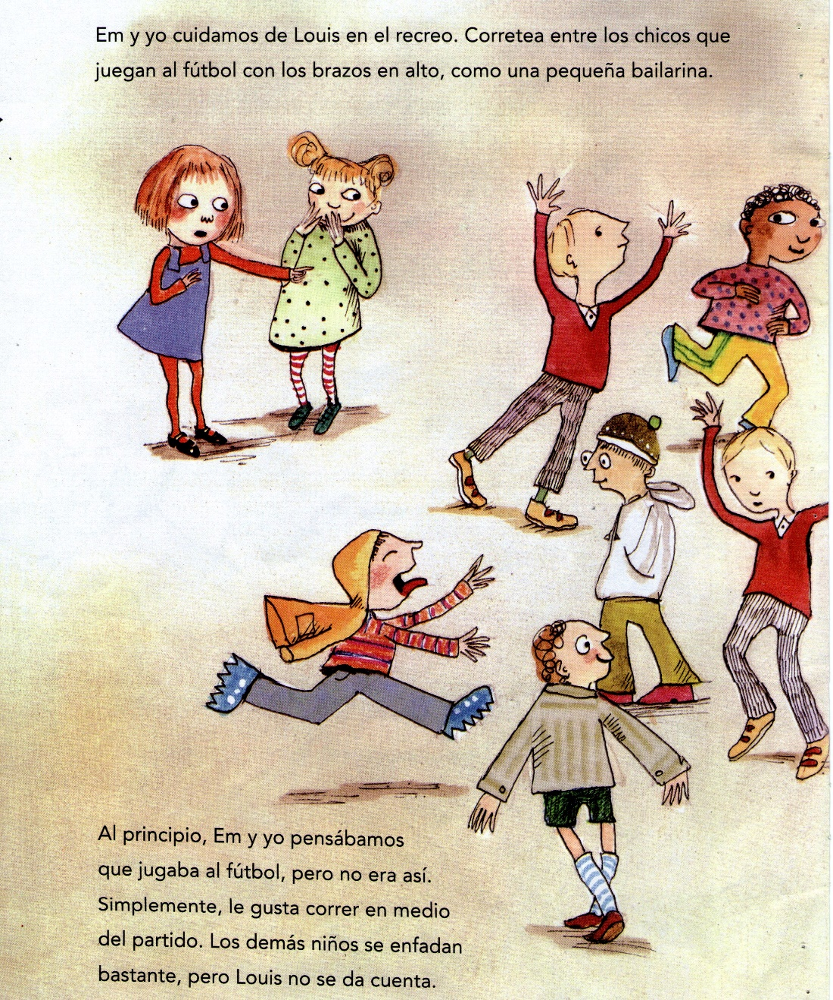 Em y yo cuidamos de Louis en el recreo. Corretea entre los chicos que
juegan al fútbol con los brazos en alto, como una pequeña bailarina.
Al principio, Em y yo pensábamos
que jugaba al fútbol, pero no era así.
Simplemente, le gusta correr en medio
del partido. Los demás niños se enfadan
bastante, pero Louis no se da cuenta.